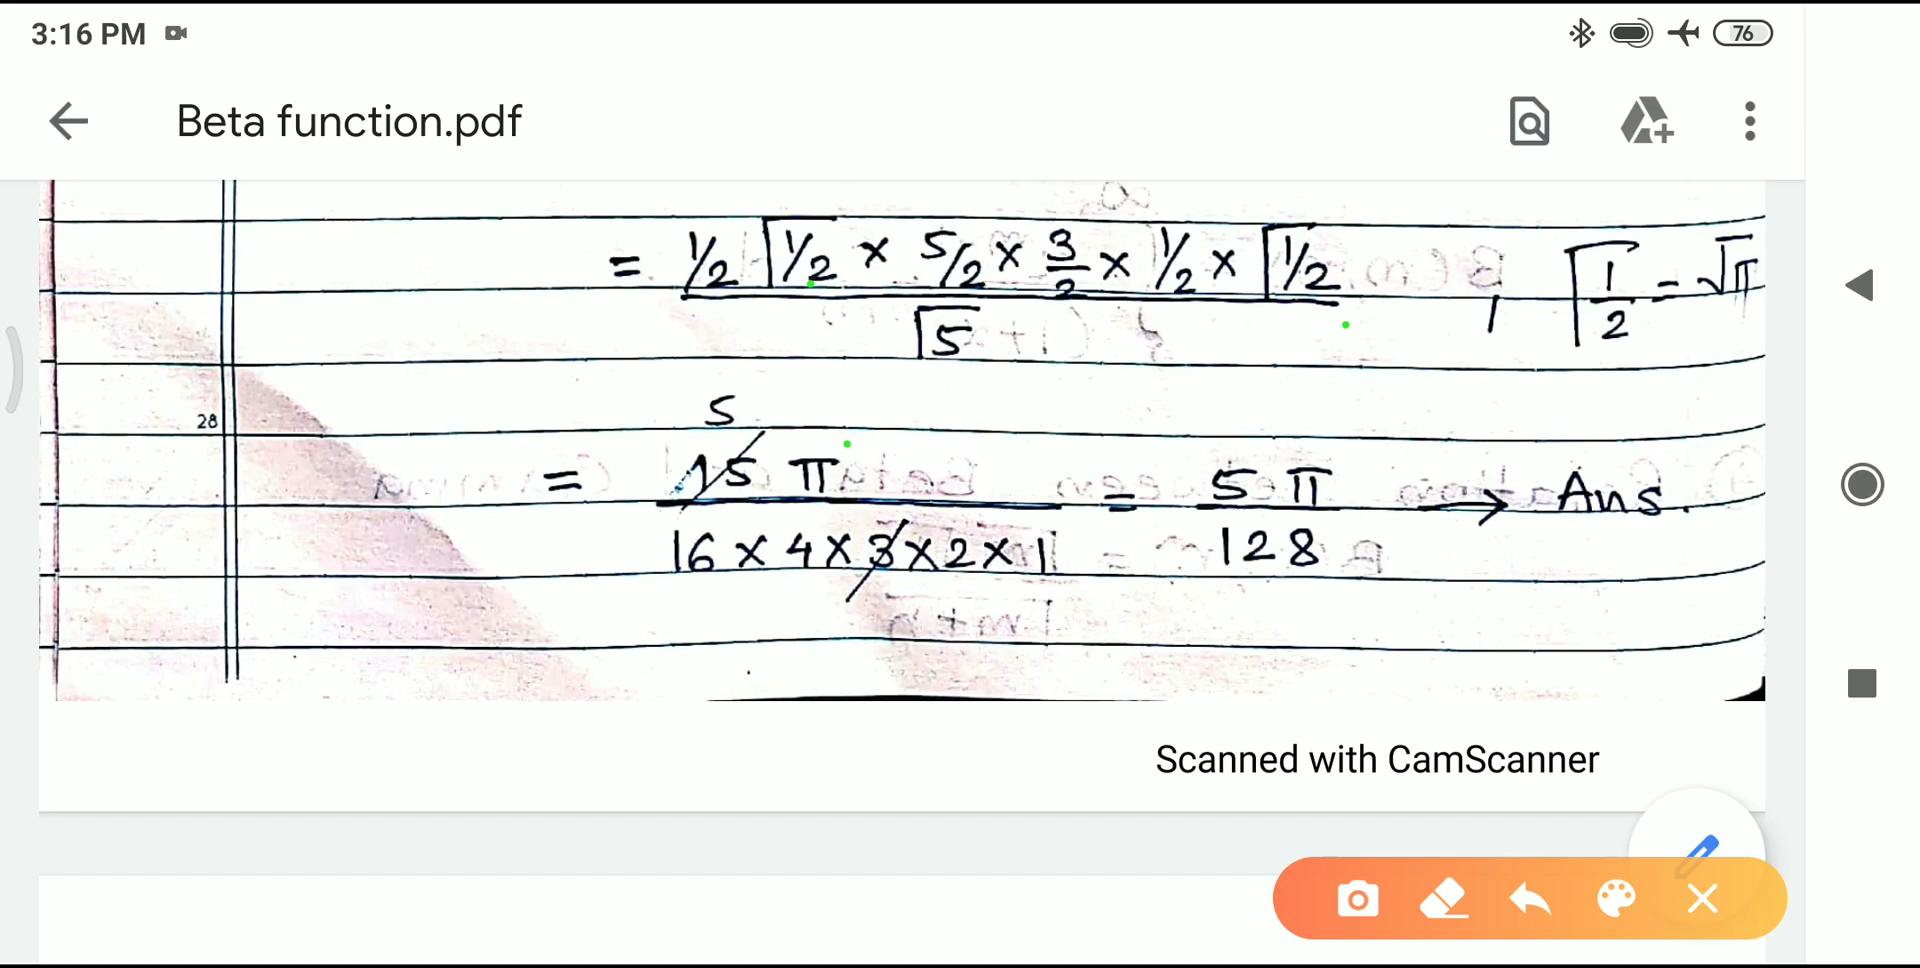 3:16 PM
76
Beta function.pdf
= 1/2 Γ1/2 × 5/2 × 3/2 × 1/2 × Γ1/2 / Γ5 , Γ1/2 = √π
28
5
= 15 π / 16 × 4 × 3 × 2 × 1 = 5 π / 128 → Ans.
Scanned with CamScanner